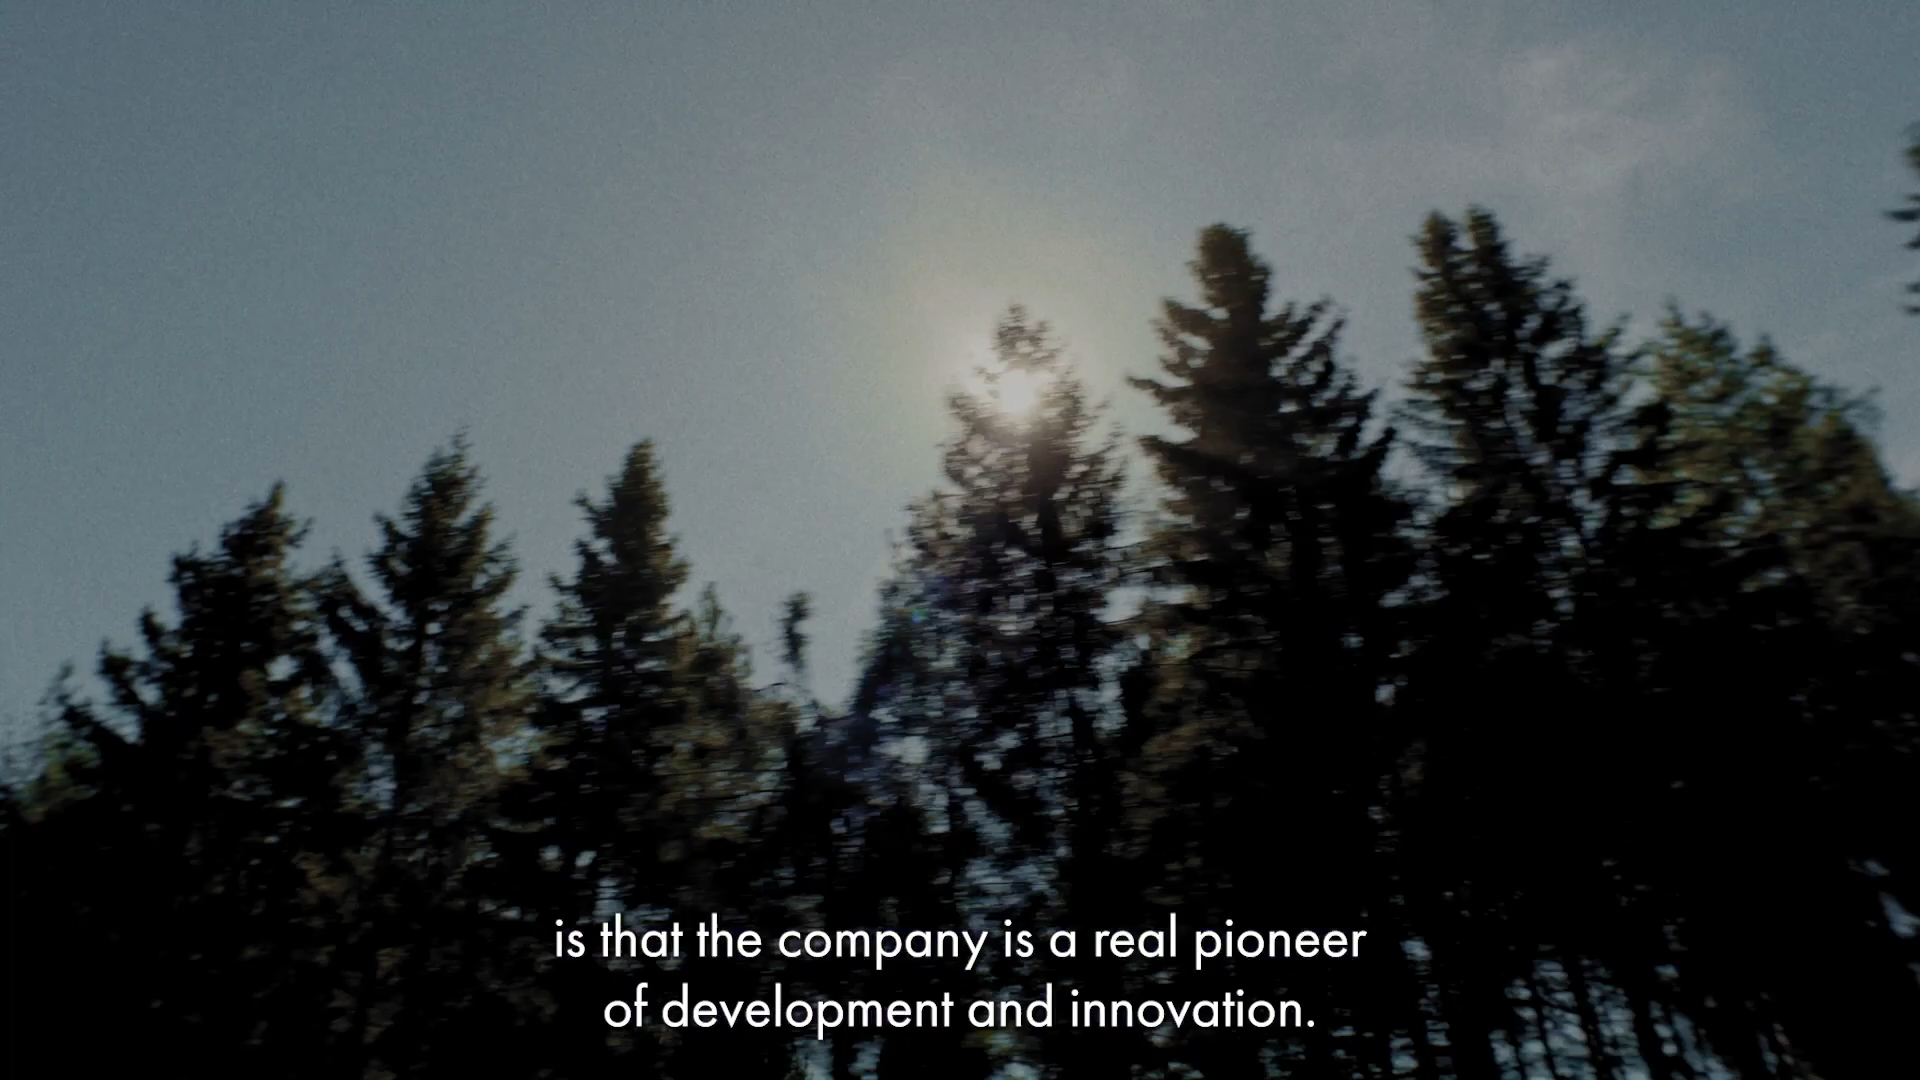 is that the company is a real pioneer
of development and innovation.